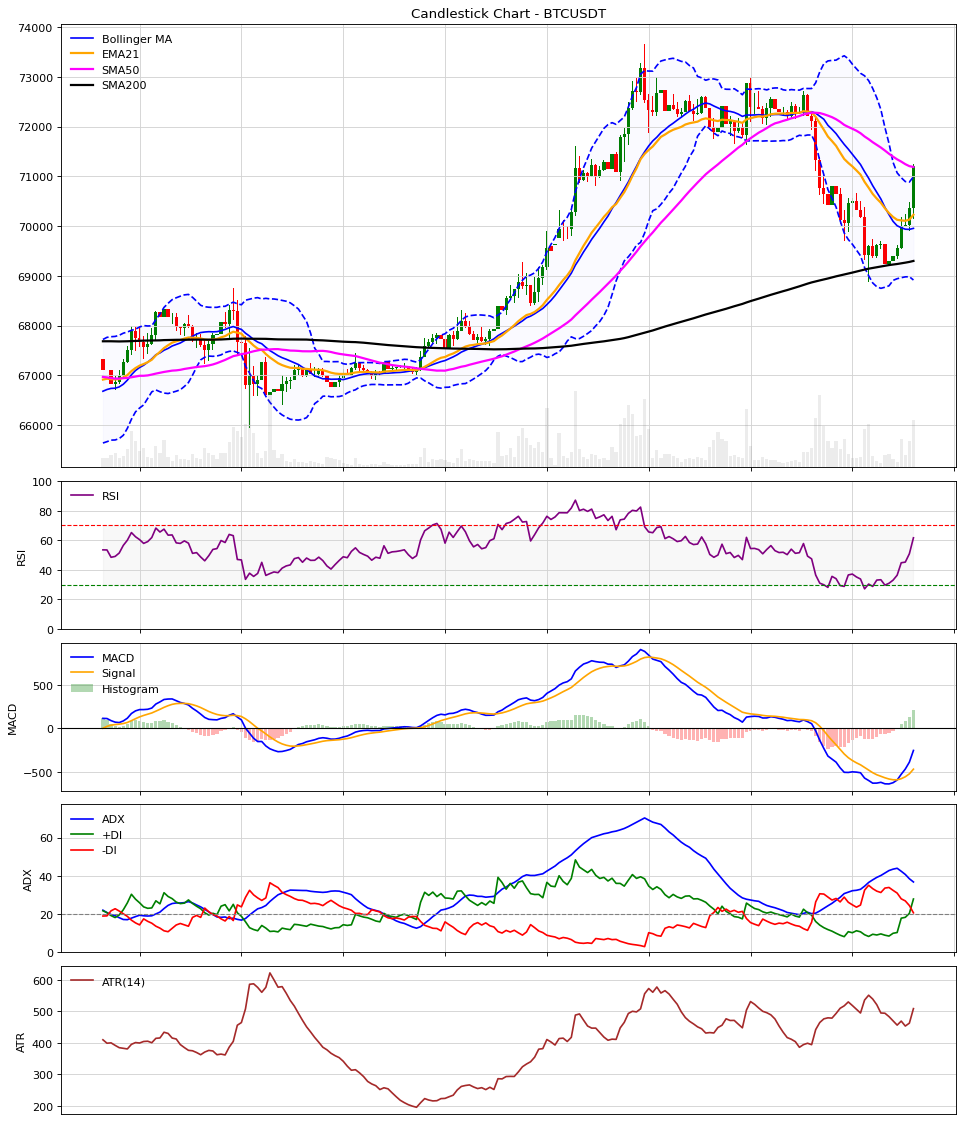 Candlestick Chart - BTCUSDT
74000
73000
72000
71000
70000
69000
68000
67000
66000
Bollinger MA
EMA21
SMA50
SMA200
100
80
60
40
20
0
RSI
RSI
500
0
−500
MACD
MACD
Signal
Histogram
60
40
20
0
ADX
ADX
+DI
-DI
600
500
400
300
200
ATR
ATR(14)